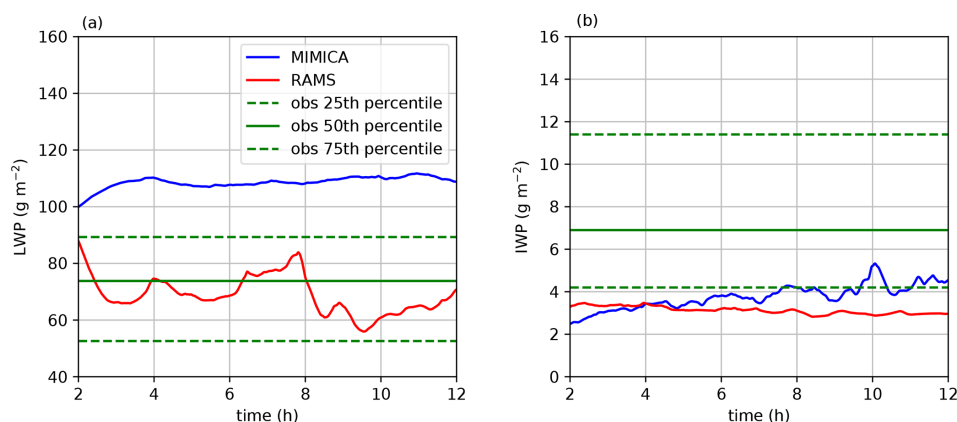 (a)
160
140
120
100
80
60
40
LWP (g m⁻²)
MIMICA
RAMS
obs 25th percentile
obs 50th percentile
obs 75th percentile
2 4 6 8 10 12
time (h)
(b)
16
14
12
10
8
6
4
2
0
IWP (g m⁻²)
2 4 6 8 10 12
time (h)